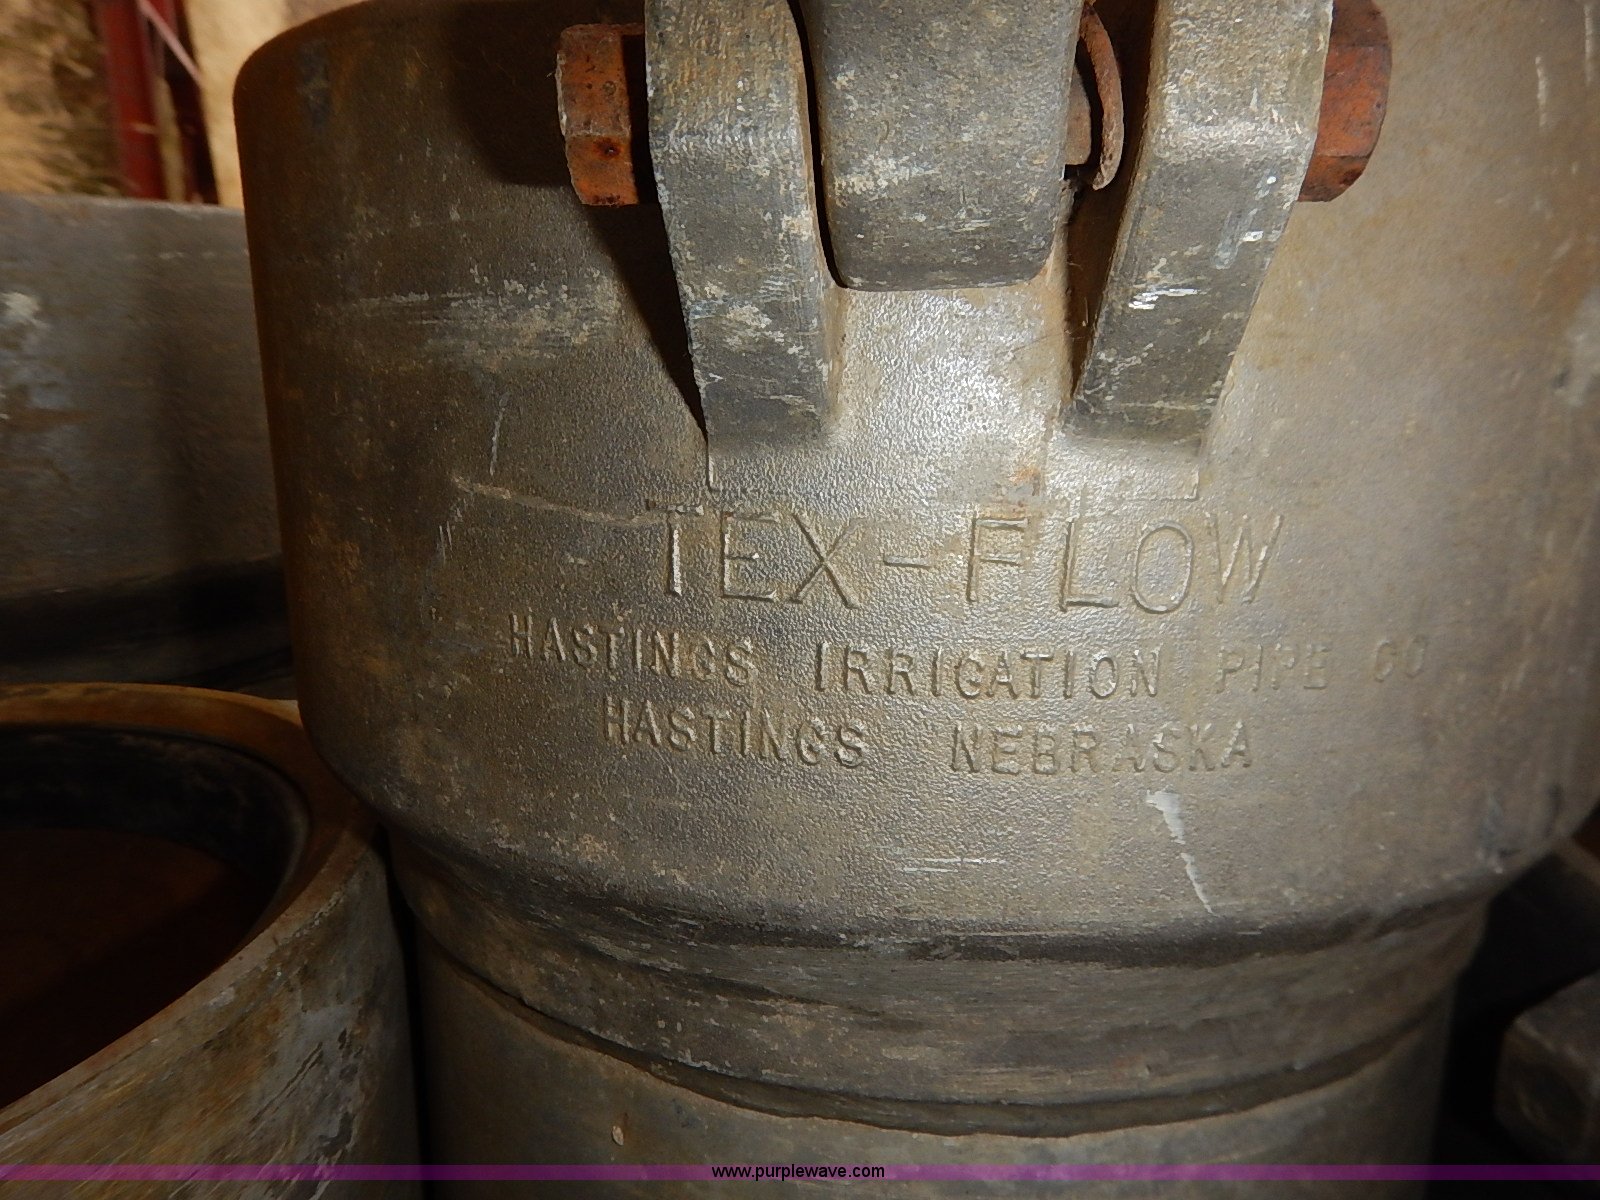 TEX-FLOW
HASTINGS IRRIGATION PIPE CO
HASTINGS NEBRASKA
www.purplewave.com